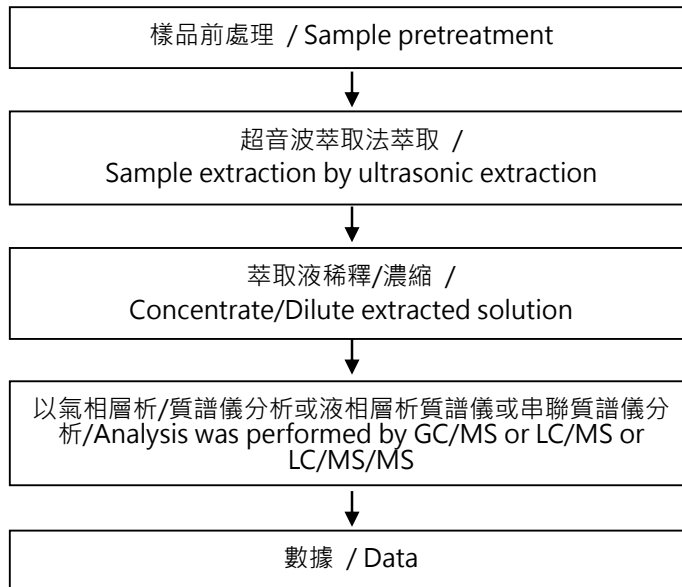 樣品前處理 / Sample pretreatment
超音波萃取法萃取 /
Sample extraction by ultrasonic extraction
萃取液稀釋/濃縮 /
Concentrate/Dilute extracted solution
以氣相層析/質譜儀分析或液相層析質譜儀或串聯質譜儀分
析/Analysis was performed by GC/MS or LC/MS or
LC/MS/MS
數據 / Data